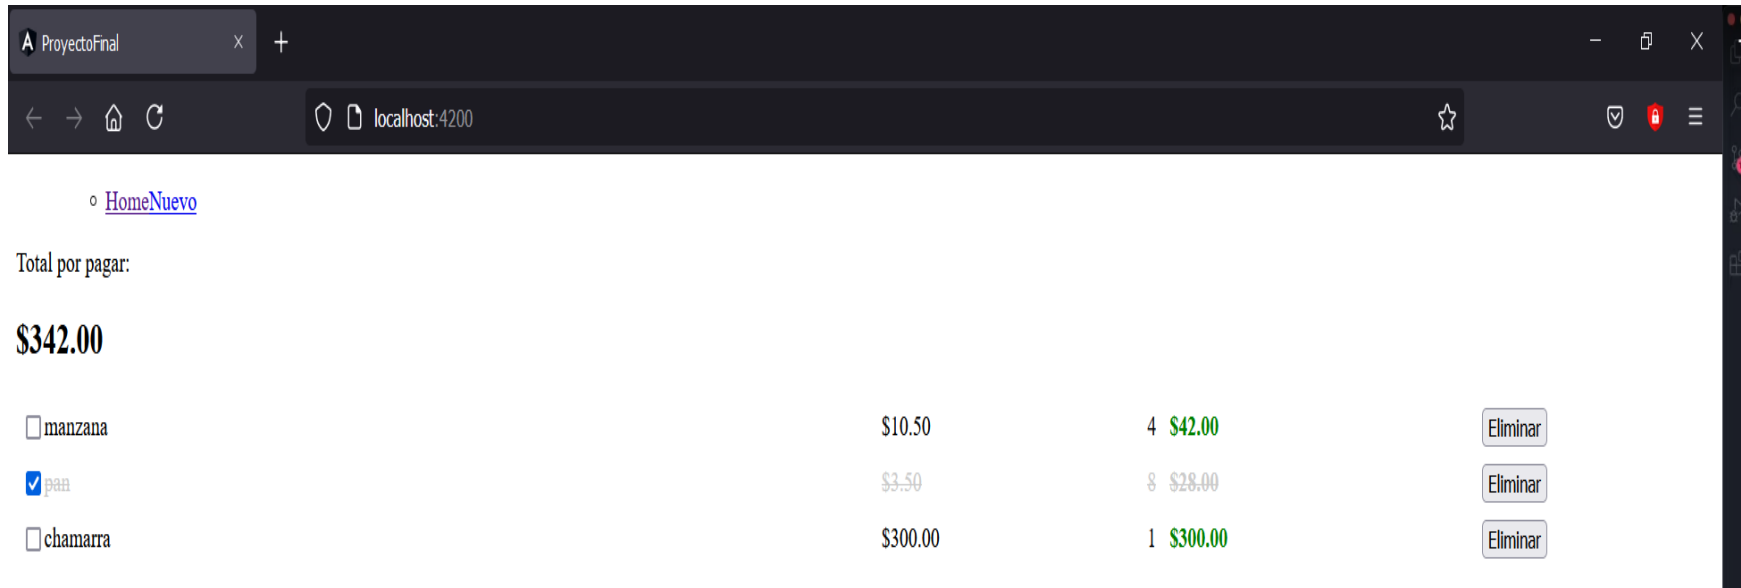 ProyectoFinal
localhost:4200
HomeNuevo
Total por pagar:
$342.00
manzana $10.50 4 $42.00 Eliminar
pan $3.50 8 $28.00 Eliminar
chamarra $300.00 1 $300.00 Eliminar